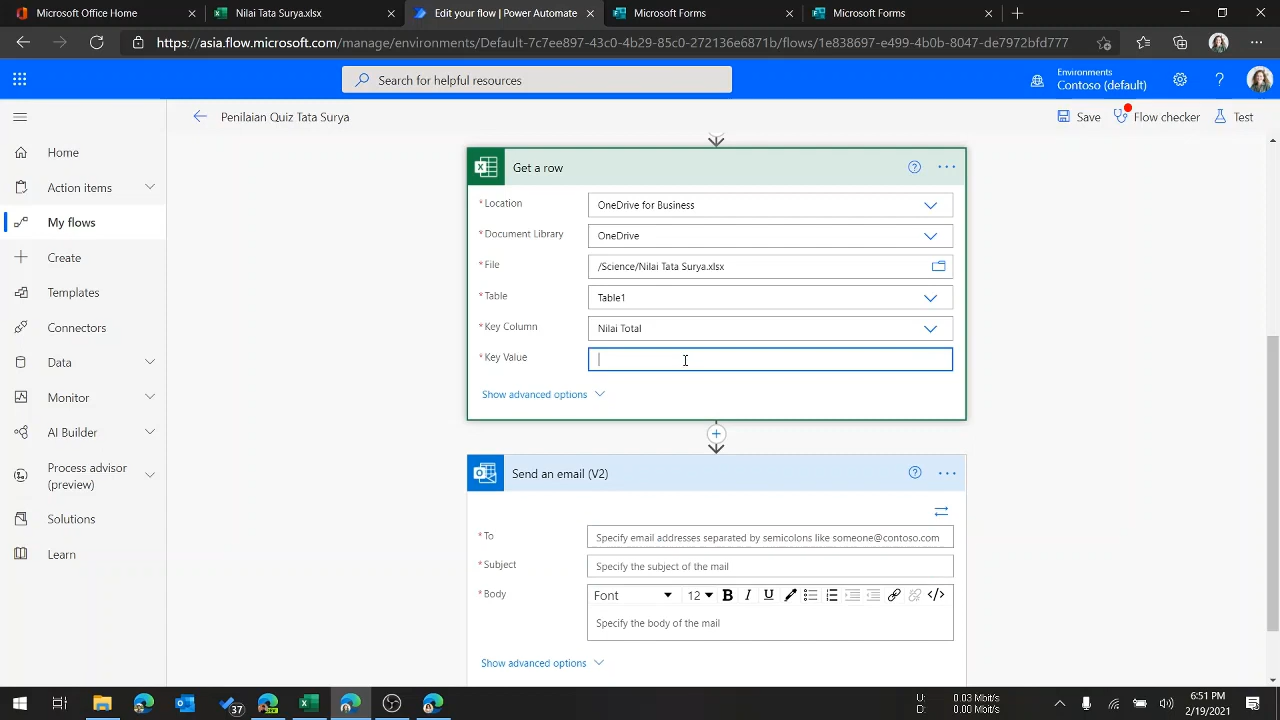 Microsoft Office Home
Nilai Tata Surya.xlsx
Edit your flow | Power Automate
Microsoft Forms
Microsoft Forms
https://asia.flow.microsoft.com/manage/environments/Default-7c7ee897-43c0-4b29-85c0-272136e6871b/flows/1e838697-e499-4b0b-8047-de7972bfd777
Search for helpful resources
Environments
Contoso (default)
Penilaian Quiz Tata Surya
Save
Flow checker
Test
Home
Action items
My flows
Create
Templates
Connectors
Data
Monitor
AI Builder
Process advisor
(preview)
Solutions
Learn
Get a row
* Location
OneDrive for Business
* Document Library
OneDrive
* File
/Science/Nilai Tata Surya.xlsx
* Table
Table1
* Key Column
Nilai Total
* Key Value
Show advanced options
Send an email (V2)
* To
Specify email addresses separated by semicolons like someone@contoso.com
* Subject
Specify the subject of the mail
* Body
Font
12
B I U
</>
Specify the body of the mail
Show advanced options
37
U: 0.03 Mbit/s
D: 0.00 Mbit/s
6:51 PM
2/19/2021